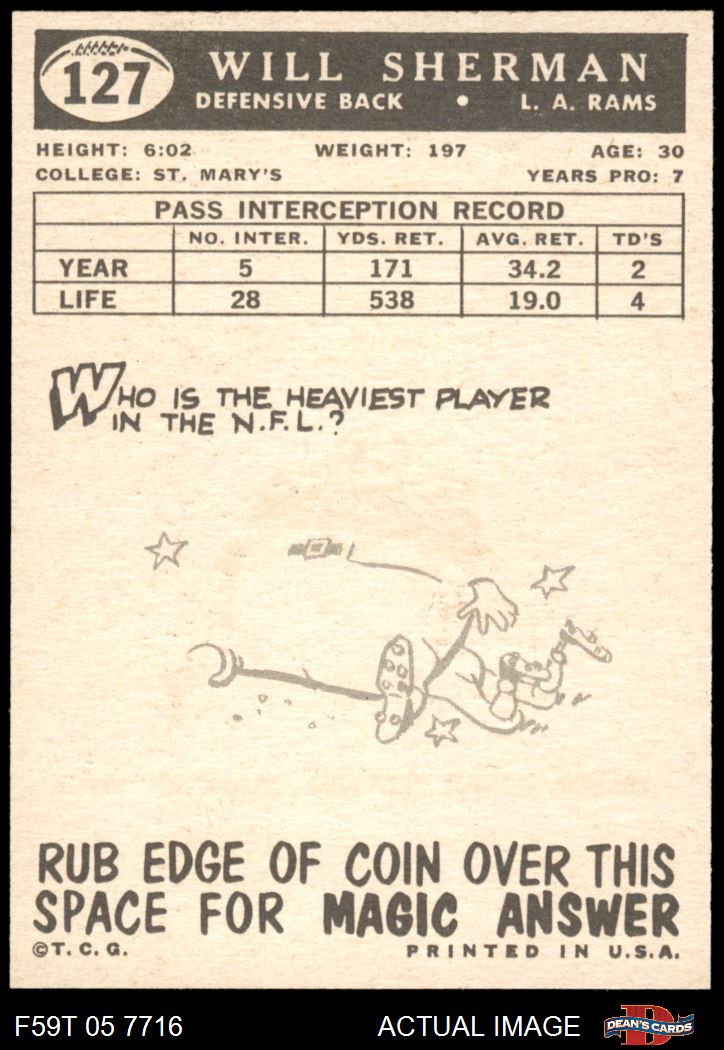 127
WILL SHERMAN
DEFENSIVE BACK • L. A. RAMS
HEIGHT: 6:02 WEIGHT: 197 AGE: 30
COLLEGE: ST. MARY'S YEARS PRO: 7
PASS INTERCEPTION RECORD
NO. INTER. YDS. RET. AVG. RET. TD'S
YEAR 5 171 34.2 2
LIFE 28 538 19.0 4
WHO IS THE HEAVIEST PLAYER
IN THE N.F.L.?
RUB EDGE OF COIN OVER THIS
SPACE FOR MAGIC ANSWER
©T. C. G. PRINTED IN U.S.A.
F59T 05 7716 ACTUAL IMAGE DEAN'S CARDS